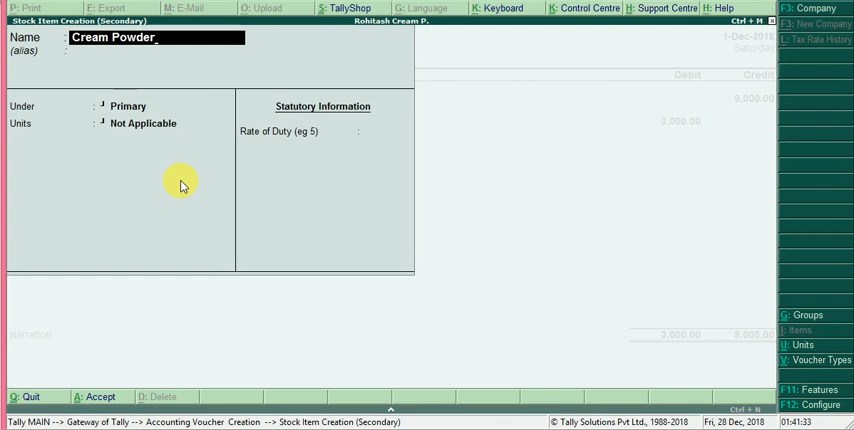 P: Print E: Export M: E-Mail O: Upload S: TallyShop G: Language K: Keyboard K: Control Centre H: Support Centre H: Help F3: Company
Stock Item Creation (Secondary) Rohitash Cream P. Ctrl + M
F3: New Company
L: Tax Rate History
Name : Cream Powder
(alias) :
1-Dec-2018
Saturday
Debit Credit
9,000.00
3,000.00
Under : Primary
Units : Not Applicable
Statutory Information
Rate of Duty (eg 5) :
Narration
3,000.00 9,000.00
G: Groups
I: Items
U: Units
V: Voucher Types
F11: Features
F12: Configure
Q: Quit A: Accept D: Delete
Ctrl + N
Tally MAIN --> Gateway of Tally --> Accounting Voucher Creation --> Stock Item Creation (Secondary) © Tally Solutions Pvt Ltd., 1988-2018 Fri, 28 Dec, 2018 01:41:33